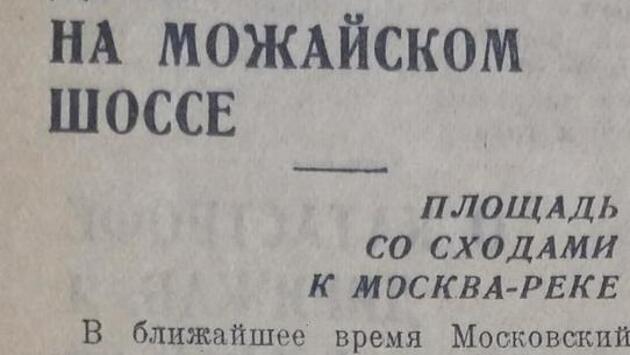 НА МОЖАЙСКОМ
ШОССЕ
ПЛОЩАДЬ
СО СХОДАМИ
К МОСКВА-РЕКЕ
В ближайшее время Московский